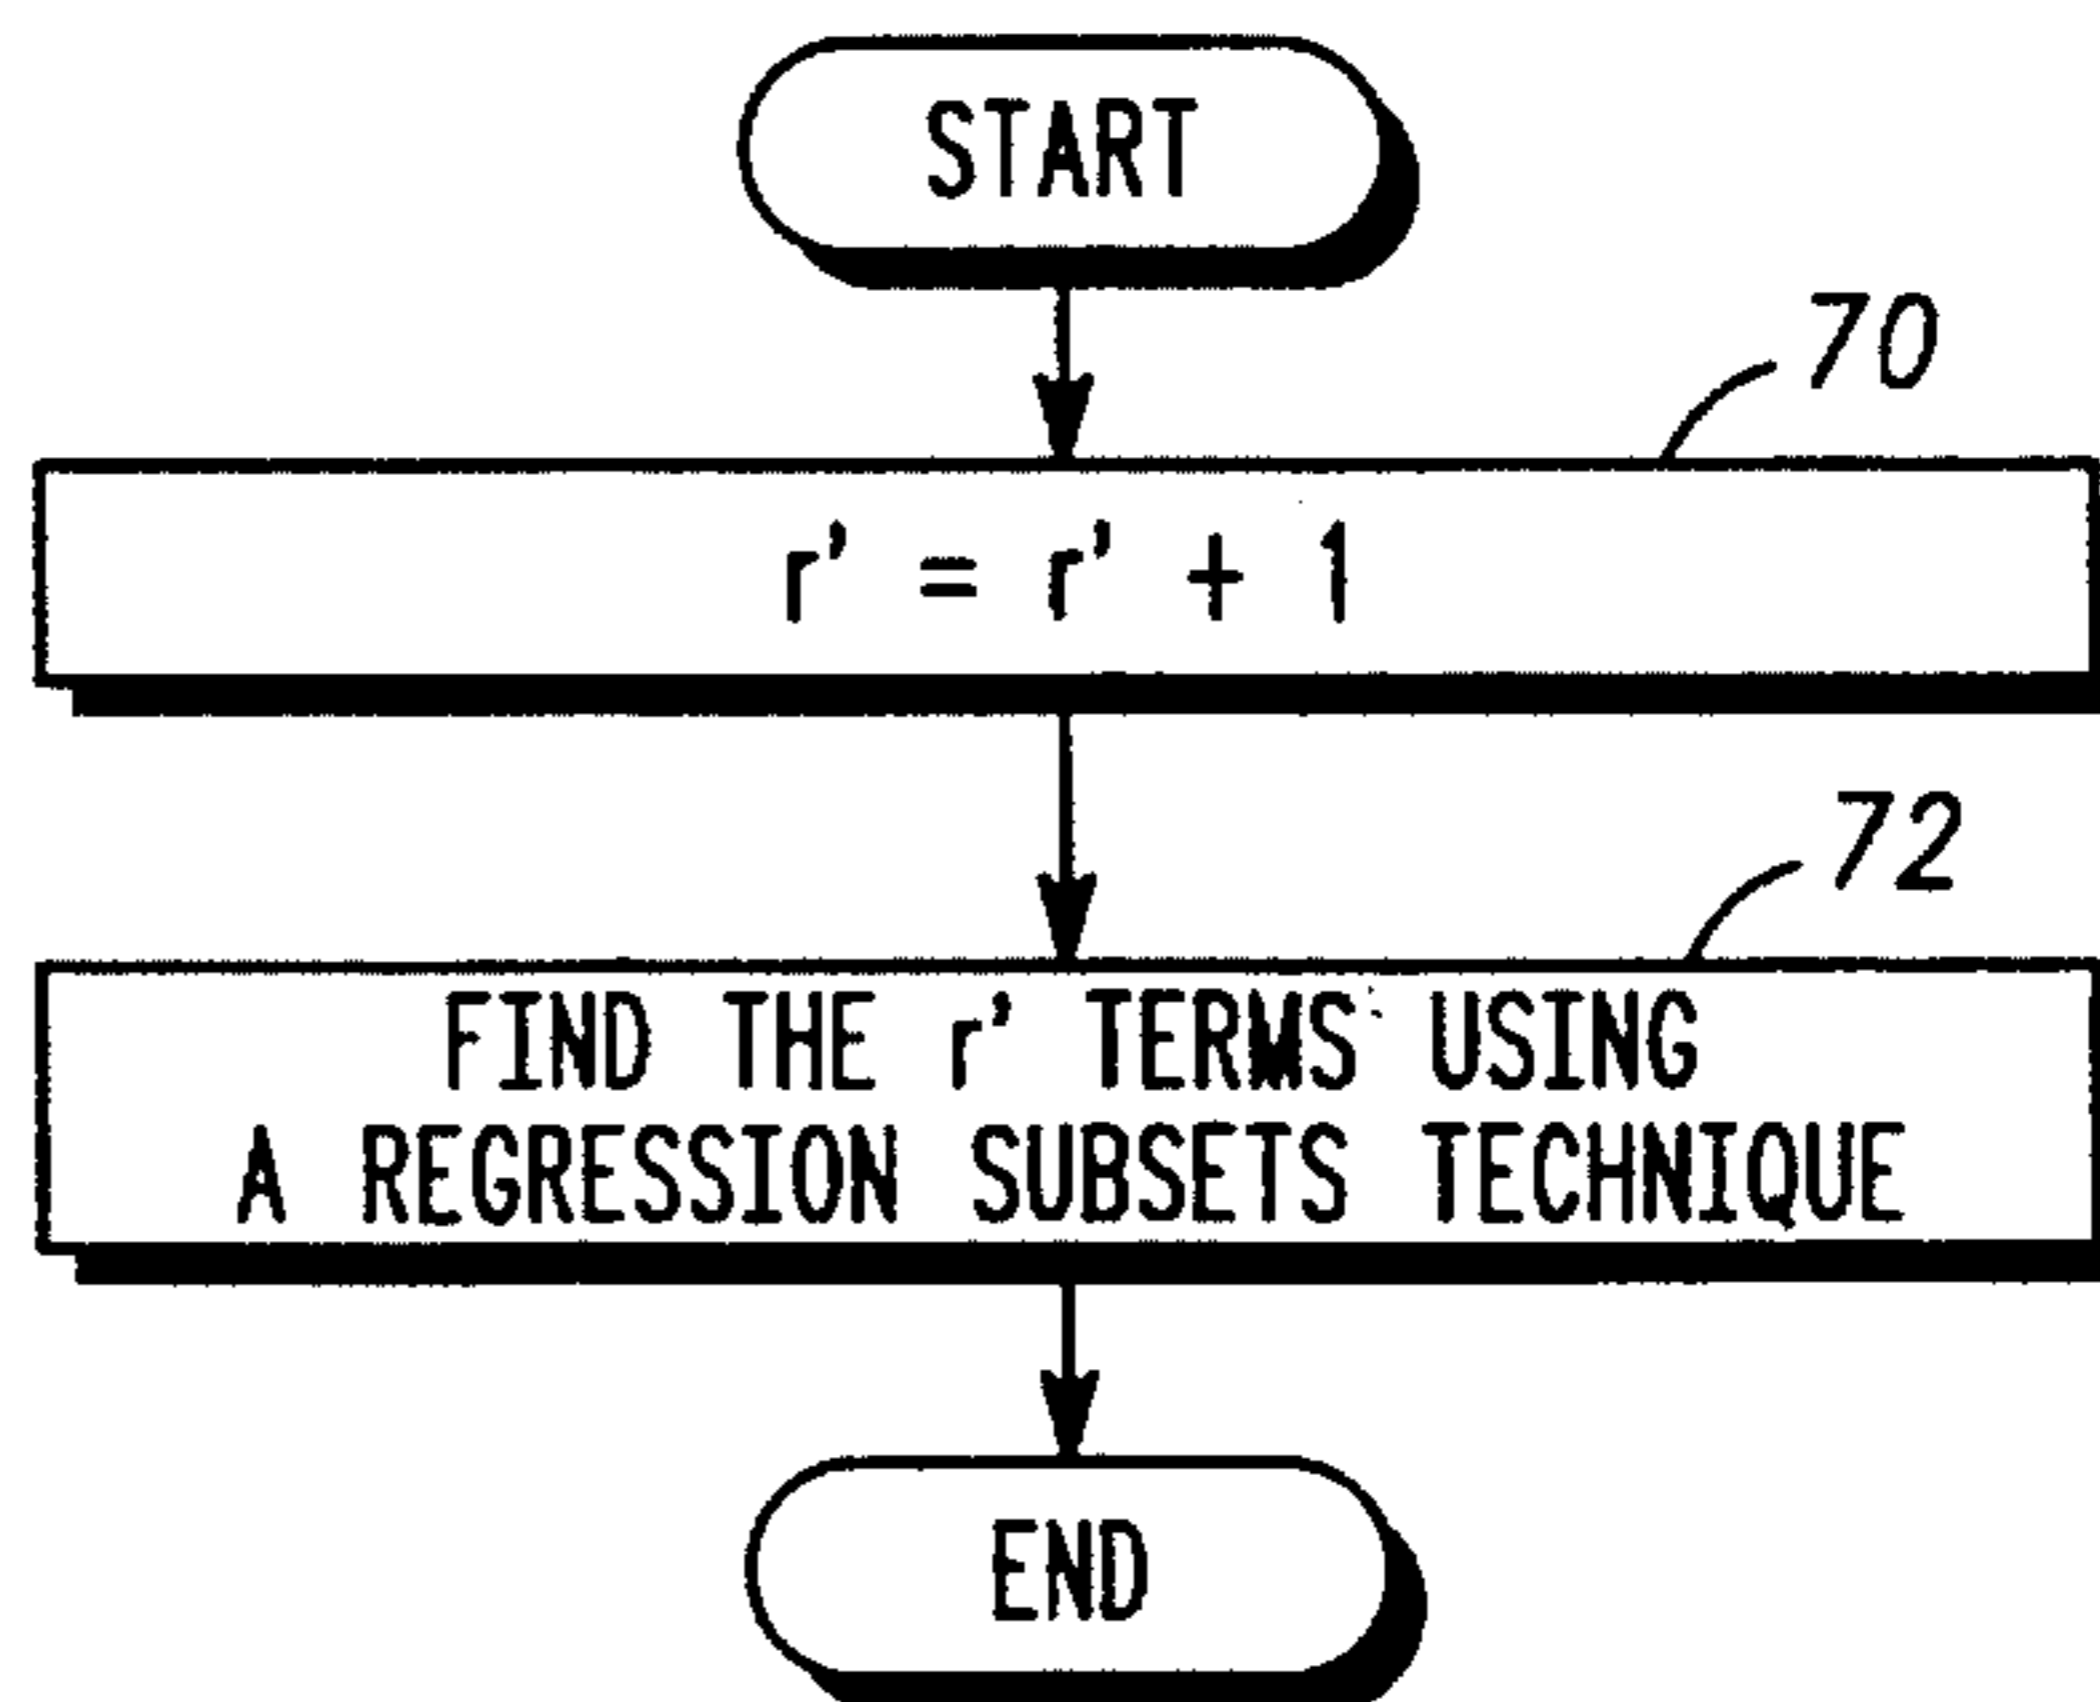 START
70
r' = r' + 1
72
FIND THE r' TERMS USING
A REGRESSION SUBSETS TECHNIQUE
END